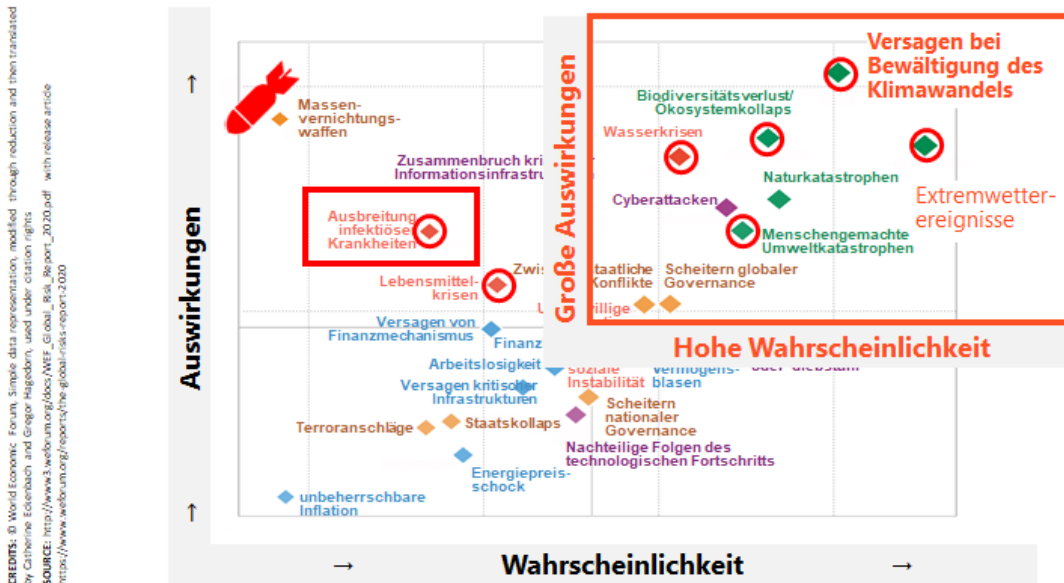 CREDITS: © World Economic Forum, Simple data representation, modified through reduction and then translated
by Catherine Eckenbach and Gregor Hagedorn, used under citation rights
SOURCE: http://www3.weforum.org/docs/WEF_Global_Risk_Report_2020.pdf with release article
https://www.weforum.org/reports/the-global-risks-report-2020
↑
Auswirkungen
↑
Massen-
vernichtungs-
waffen
Zusammenbruch kri
Informationsinfrastru
Ausbreitung
infektiöser
Krankheiten
Lebensmittel-
krisen
Versagen von
Finanzmechanismus
Finanz
Arbeitslosigkeit
Versagen kritischer
Infrastrukturen
Terroranschläge
Staatskollaps
Energiepreis-
schock
unbeherrschbare
Inflation
soziale
Instabilität
Vermögens-
blasen
oder -diebstahl
Scheitern
nationaler
Governance
Nachteilige Folgen des
technologischen Fortschritts
Große Auswirkungen
Versagen bei
Bewältigung des
Klimawandels
Biodiversitätsverlust/
Ökosystemkollaps
Wasserkrisen
Naturkatastrophen
Extremwetter-
ereignisse
Cyberattacken
Menschengemachte
Umweltkatastrophen
Zwis
staatliche
Konflikte
Scheitern globaler
Governance
U
willige
Hohe Wahrscheinlichkeit
→ Wahrscheinlichkeit →